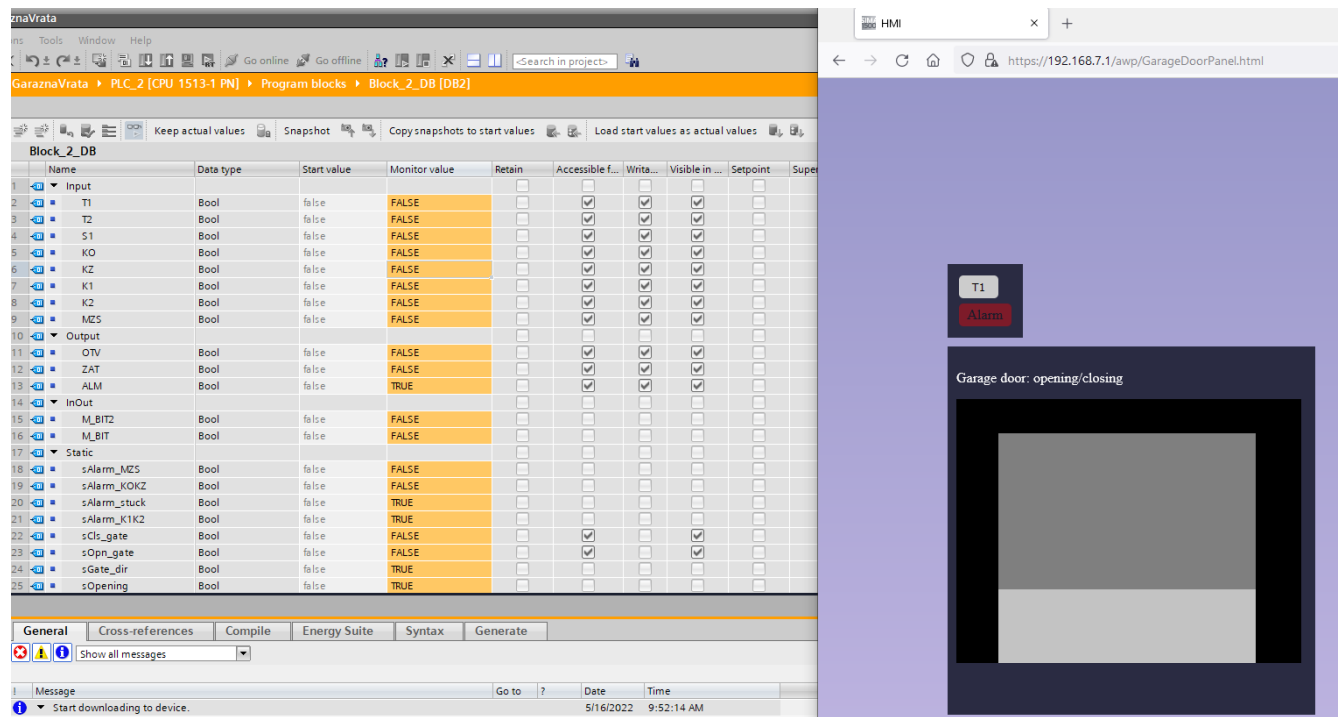 znaVrata
ns Tools Window Help
Go online Go offline <Search in project>
GaraznaVrata PLC_2 [CPU 1513-1 PN] Program blocks Block_2_DB [DB2]
Keep actual values Snapshot Copy snapshots to start values Load start values as actual values
Block_2_DB
Name Data type Start value Monitor value Retain Accessible f... Writa... Visible in ... Setpoint Super
1 Input
2 T1 Bool false FALSE
3 T2 Bool false FALSE
4 S1 Bool false FALSE
5 KO Bool false FALSE
6 KZ Bool false FALSE
7 K1 Bool false FALSE
8 K2 Bool false FALSE
9 MZS Bool false FALSE
10 Output
11 OTV Bool false FALSE
12 ZAT Bool false FALSE
13 ALM Bool false TRUE
14 InOut
15 M_BIT2 Bool false FALSE
16 M_BIT Bool false FALSE
17 Static
18 sAlarm_MZS Bool false FALSE
19 sAlarm_KOKZ Bool false FALSE
20 sAlarm_stuck Bool false TRUE
21 sAlarm_K1K2 Bool false TRUE
22 sCls_gate Bool false FALSE
23 sOpn_gate Bool false FALSE
24 sGate_dir Bool false TRUE
25 sOpening Bool false TRUE
General Cross-references Compile Energy Suite Syntax Generate
Show all messages
! Message Go to ? Date Time
Start downloading to device. 5/16/2022 9:52:14 AM
HMI
https://192.168.7.1/awp/GarageDoorPanel.html
T1
Alarm
Garage door: opening/closing